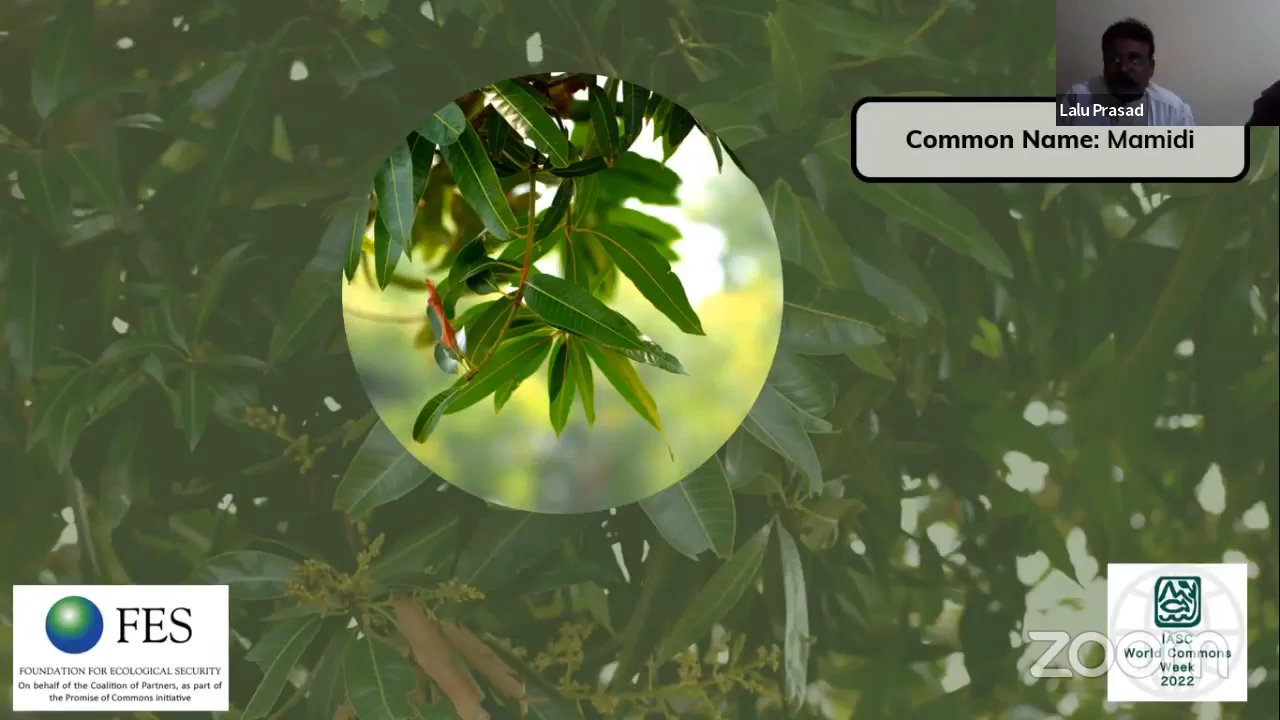 Lalu Prasad
Common Name: Mamidi
FES
FOUNDATION FOR ECOLOGICAL SECURITY
On behalf of the Coalition of Partners, as part of
the Promise of Commons initiative
IASC
World Commons
Week
2022
zoom